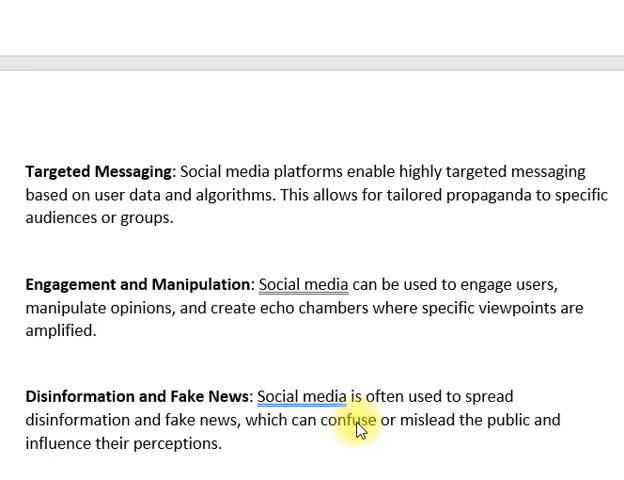 Targeted Messaging: Social media platforms enable highly targeted messaging
based on user data and algorithms. This allows for tailored propaganda to specific
audiences or groups.
Engagement and Manipulation: Social media can be used to engage users,
manipulate opinions, and create echo chambers where specific viewpoints are
amplified.
Disinformation and Fake News: Social media is often used to spread
disinformation and fake news, which can confuse or mislead the public and
influence their perceptions.